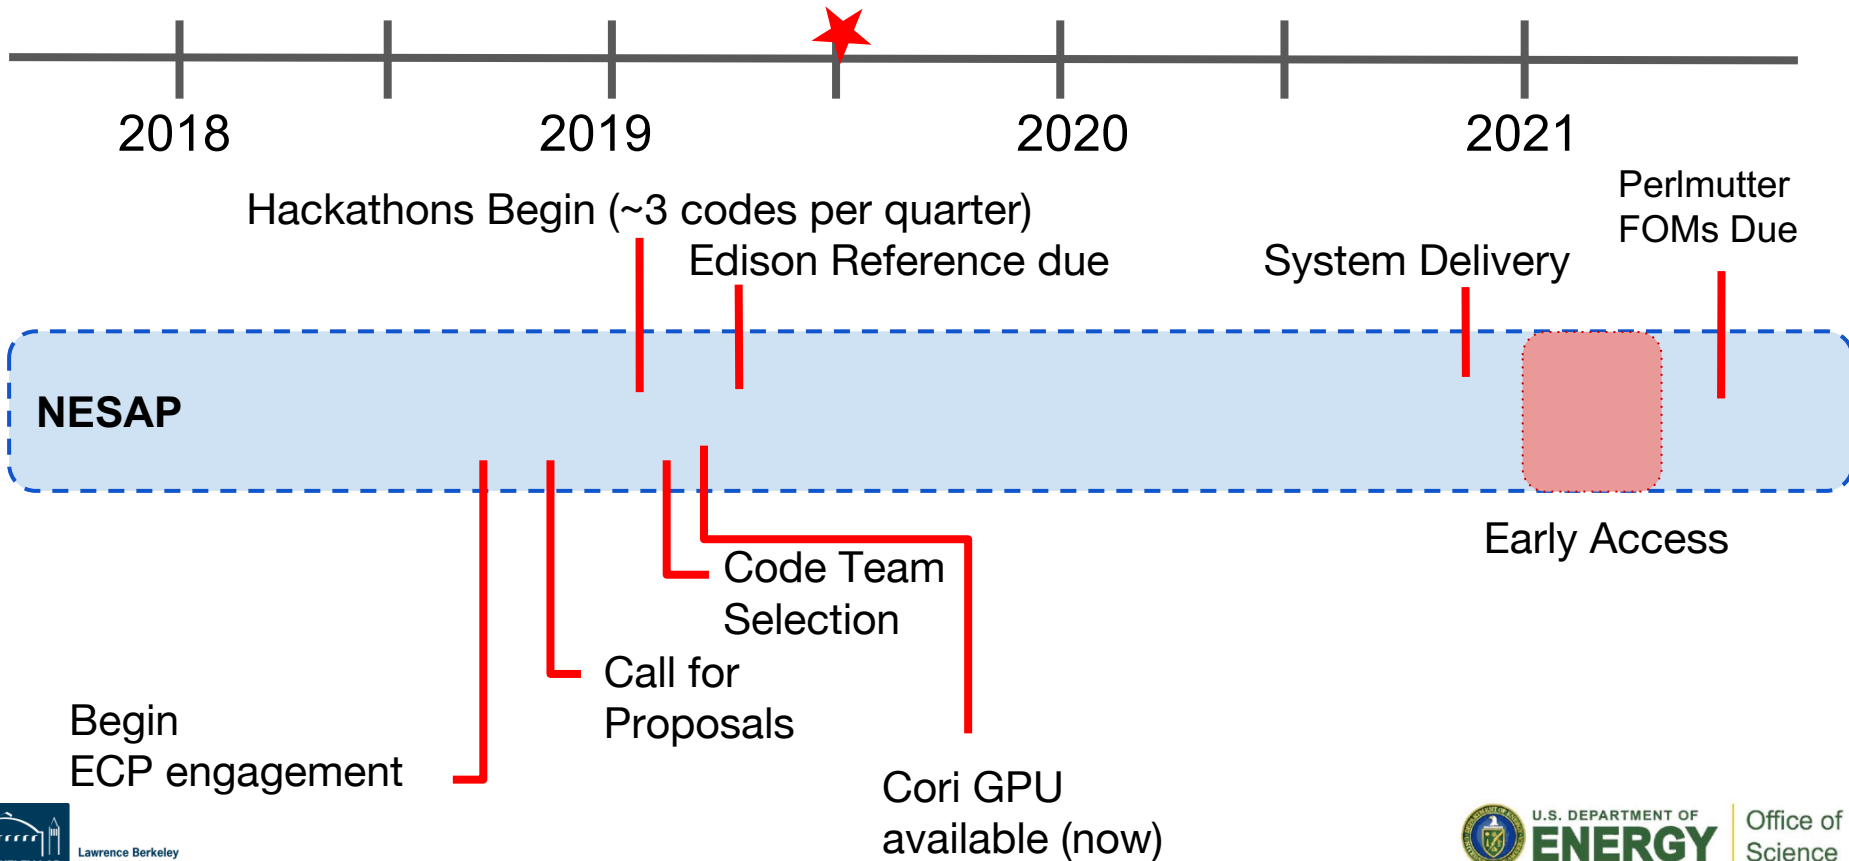 2018
2019
2020
2021
Hackathons Begin (~3 codes per quarter)
Edison Reference due
System Delivery
Perlmutter
FOMs Due
NESAP
Early Access
Code Team
Selection
Call for
Proposals
Begin
ECP engagement
Cori GPU
available (now)
Lawrence Berkeley
U.S. DEPARTMENT OF
ENERGY
Office of
Science